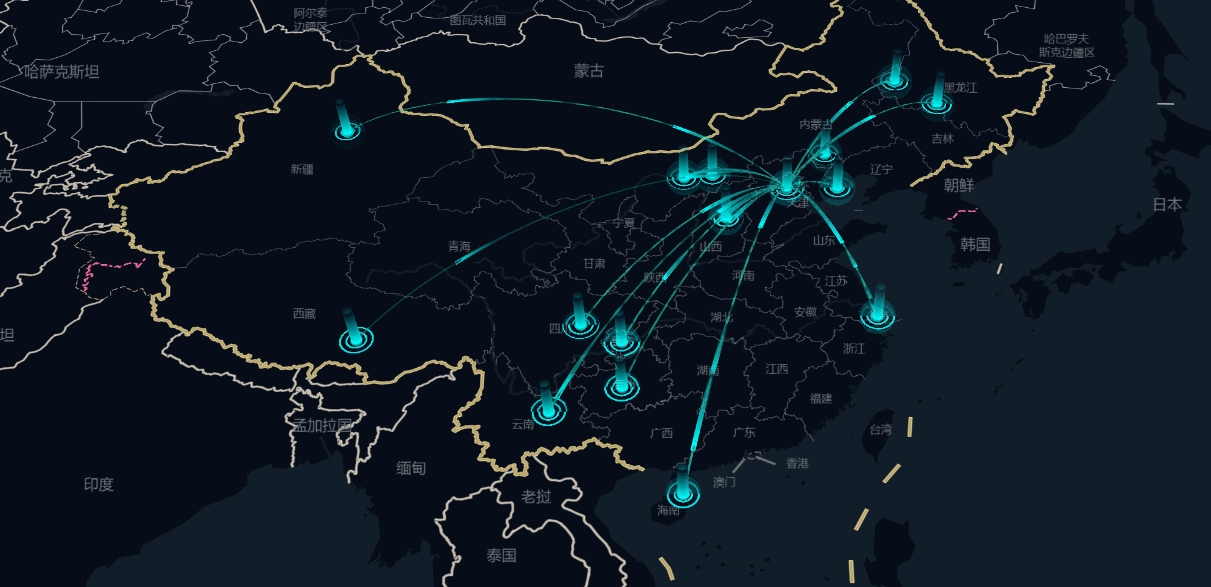 阿尔泰
边疆区
图瓦共和国
哈巴罗夫
斯克边疆区
哈萨克斯坦
蒙古
黑龙江
内蒙古
吉林
新疆
辽宁
克
朝鲜
天津
日本
宁夏
青海
山西
山东
韩国
甘肃
陕西
河南
江苏
西藏
安徽
湖北
四
坦
浙江
湖南
江西
福建
云南
孟加拉国
广西
广东
台湾
缅甸
香港
印度
澳门
老挝
海南
泰国